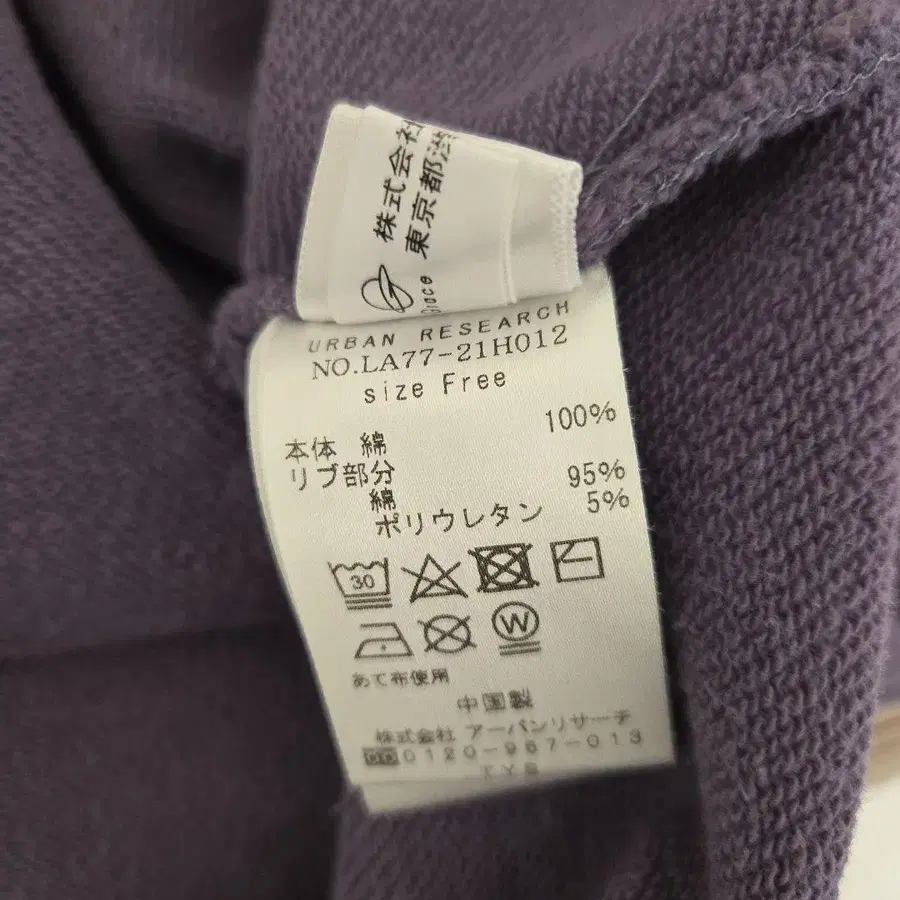 株式会社
東京都渋
URBAN RESEARCH
NO.LA77-21H012
size Free
本体 綿 100%
リブ部分
綿 95%
ポリウレタン 5%
30
W
あて布使用
中国製
株式会社 アーバンリサーチ
0120-967-013